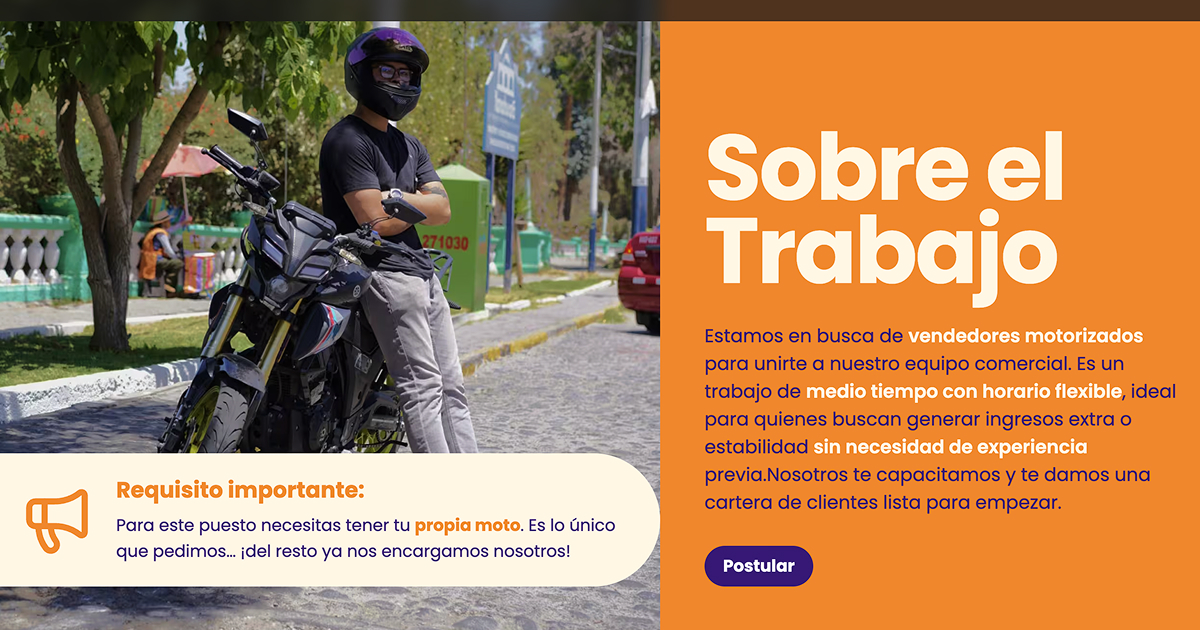 271030
Requisito importante:
Para este puesto necesitas tener tu propia moto. Es lo único
que pedimos... ¡del resto ya nos encargamos nosotros!
Sobre el
Trabajo
Estamos en busca de vendedores motorizados
para unirte a nuestro equipo comercial. Es un
trabajo de medio tiempo con horario flexible, ideal
para quienes buscan generar ingresos extra o
estabilidad sin necesidad de experiencia
previa.Nosotros te capacitamos y te damos una
cartera de clientes lista para empezar.
Postular